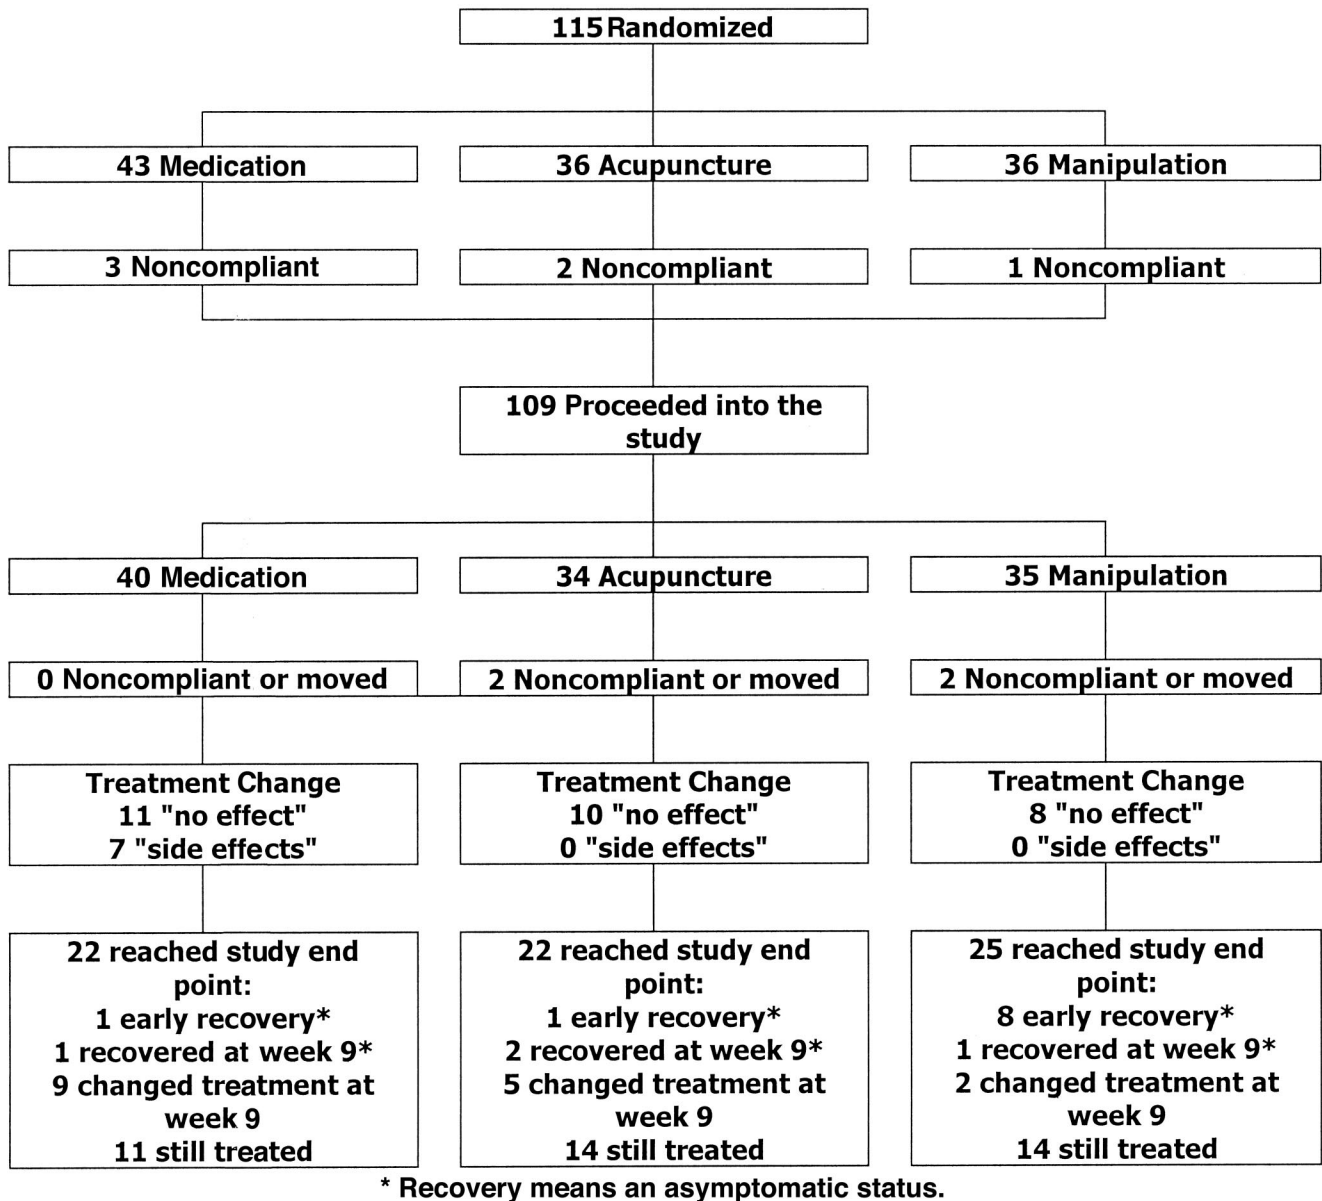 115 Randomized
43 Medication
36 Acupuncture
36 Manipulation
3 Noncompliant
2 Noncompliant
1 Noncompliant
109 Proceeded into the
study
40 Medication
34 Acupuncture
35 Manipulation
0 Noncompliant or moved
2 Noncompliant or moved
2 Noncompliant or moved
Treatment Change
11 "no effect"
7 "side effects"
Treatment Change
10 "no effect"
0 "side effects"
Treatment Change
8 "no effect"
0 "side effects"
22 reached study end
point:
1 early recovery*
1 recovered at week 9*
9 changed treatment at
week 9
11 still treated
22 reached study end
point:
1 early recovery*
2 recovered at week 9*
5 changed treatment at
week 9
14 still treated
25 reached study end
point:
8 early recovery*
1 recovered at week 9*
2 changed treatment at
week 9
14 still treated
* Recovery means an asymptomatic status.